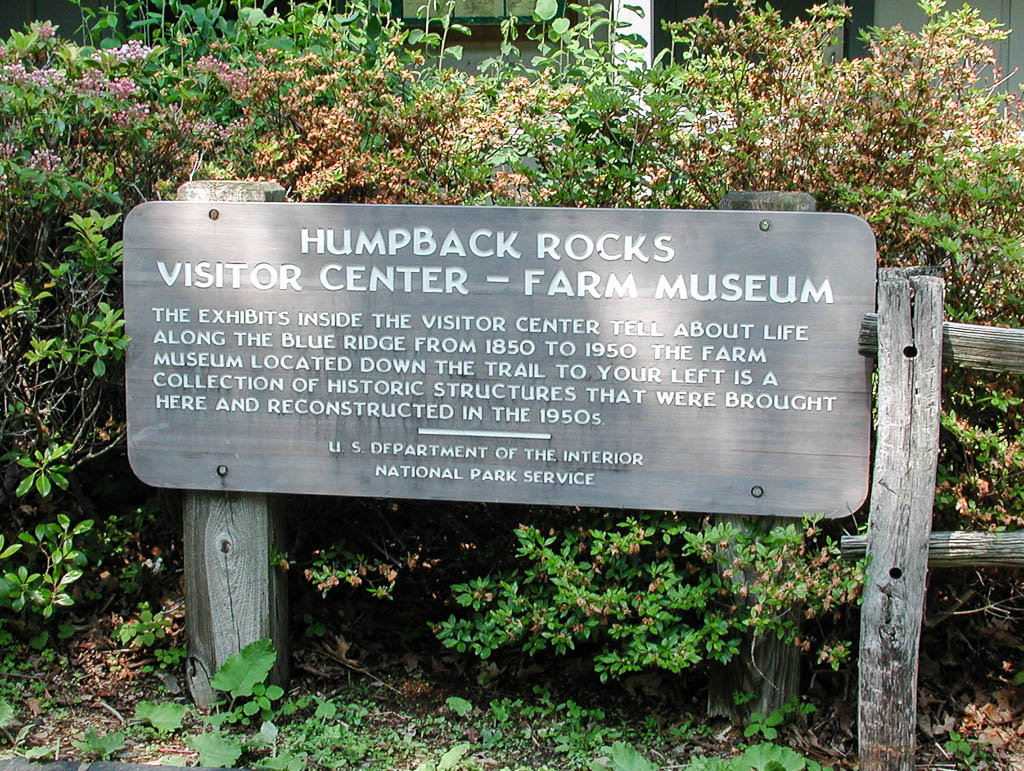 HUMPBACK ROCKS
VISITOR CENTER – FARM MUSEUM
THE EXHIBITS INSIDE THE VISITOR CENTER TELL ABOUT LIFE
ALONG THE BLUE RIDGE FROM 1850 TO 1950. THE FARM
MUSEUM LOCATED DOWN THE TRAIL TO YOUR LEFT IS A
COLLECTION OF HISTORIC STRUCTURES THAT WERE BROUGHT
HERE AND RECONSTRUCTED IN THE 1950s.
U. S. DEPARTMENT OF THE INTERIOR
NATIONAL PARK SERVICE